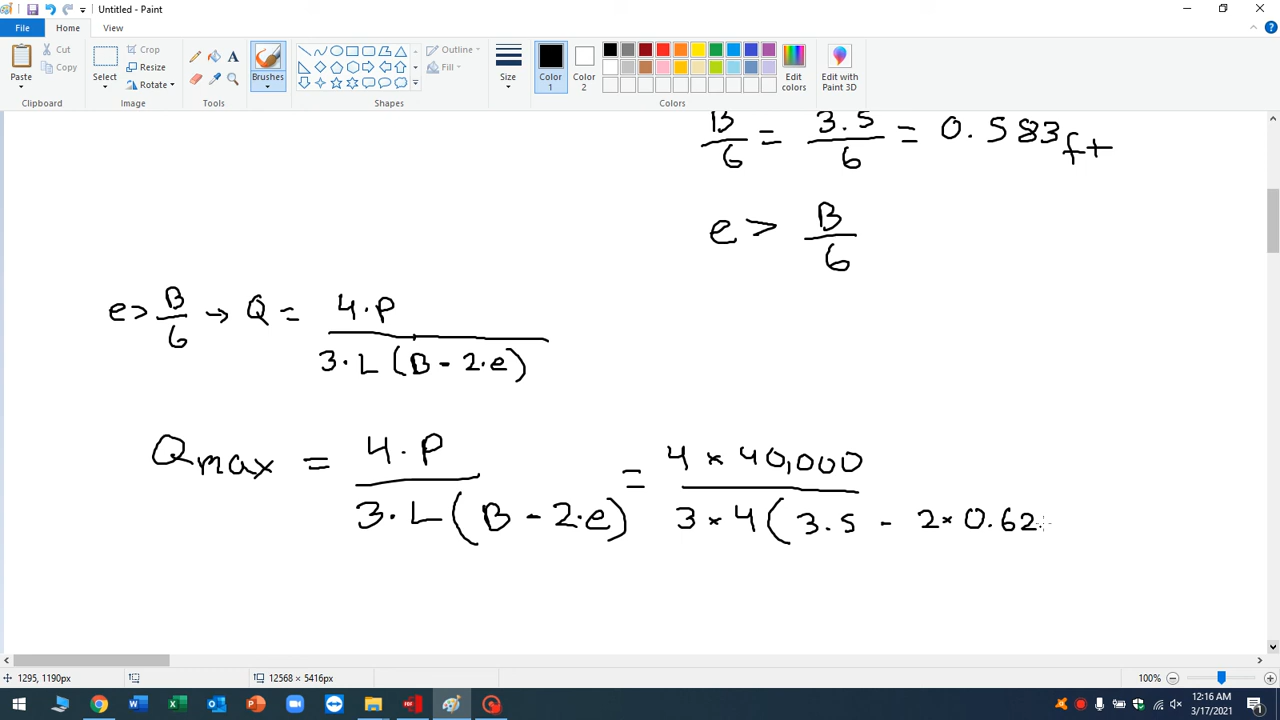 Untitled - Paint
File Home View
Paste Cut Copy Clipboard
Select Crop Resize Rotate Image
Tools
Brushes
Outline Fill Shapes
Size
Color 1 Color 2 Edit colors Colors
Edit with Paint 3D
B/6 = 3.5/6 = 0.583 ft
e > B/6
e > B/6 → Q = 4·P / 3·L (B - 2·e)
Qmax = 4·P / 3·L (B - 2·e) = 4 × 40,000 / 3 × 4 (3.5 - 2 × 0.62
1295, 1190px 12568 × 5416px 100%
12:16 AM
3/17/2021